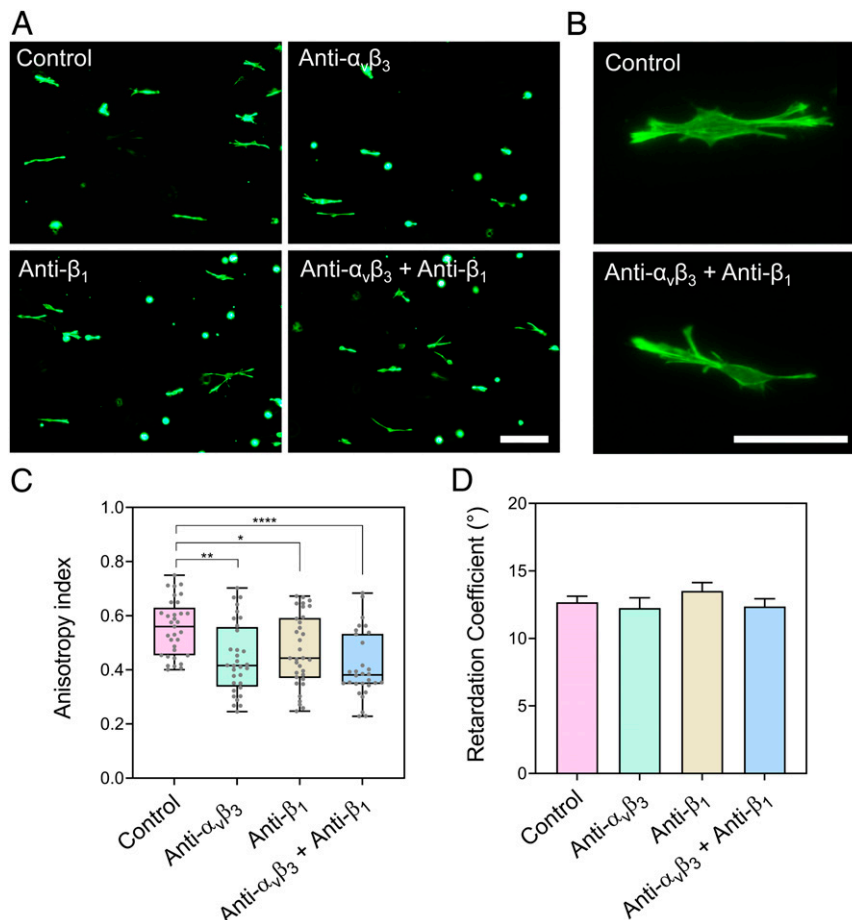 A
B
Control
Anti-αᵥβ₃
Control
Anti-β₁
Anti-αᵥβ₃ + Anti-β₁
Anti-αᵥβ₃ + Anti-β₁
C
D
Anisotropy index
1.0
0.8
0.6
0.4
0.2
0.0
****
*
**
Control
Anti-αᵥβ₃
Anti-β₁
Anti-αᵥβ₃ + Anti-β₁
Retardation Coefficient (°)
20
15
10
5
0
Control
Anti-αᵥβ₃
Anti-β₁
Anti-αᵥβ₃ + Anti-β₁